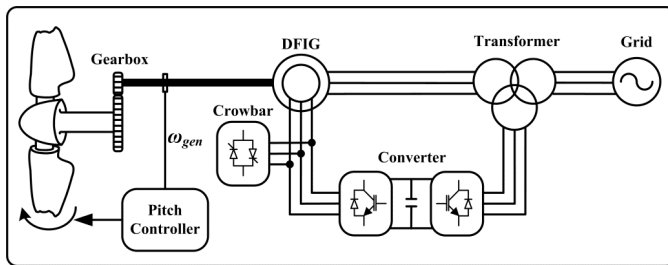 DFIG
Transformer
Grid
Gearbox
Crowbar
ω_gen
Converter
Pitch
Controller